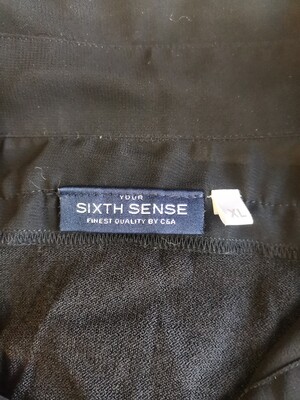 YOUR
SIXTH SENSE
FINEST QUALITY BY C&A
XL